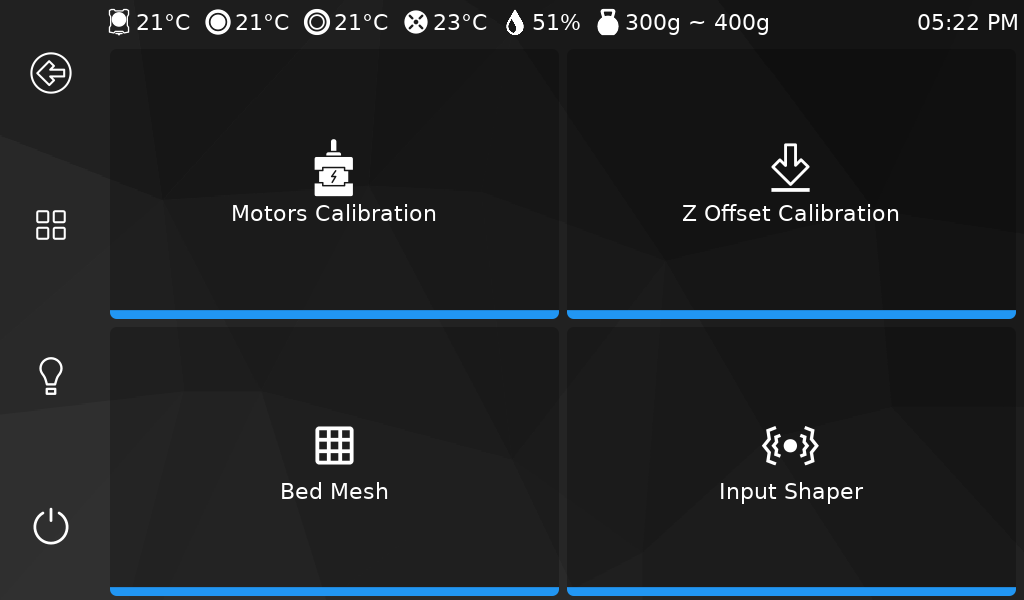 21°C 21°C 21°C 23°C 51% 300g ~ 400g 05:22 PM
Motors Calibration
Z Offset Calibration
Bed Mesh
Input Shaper